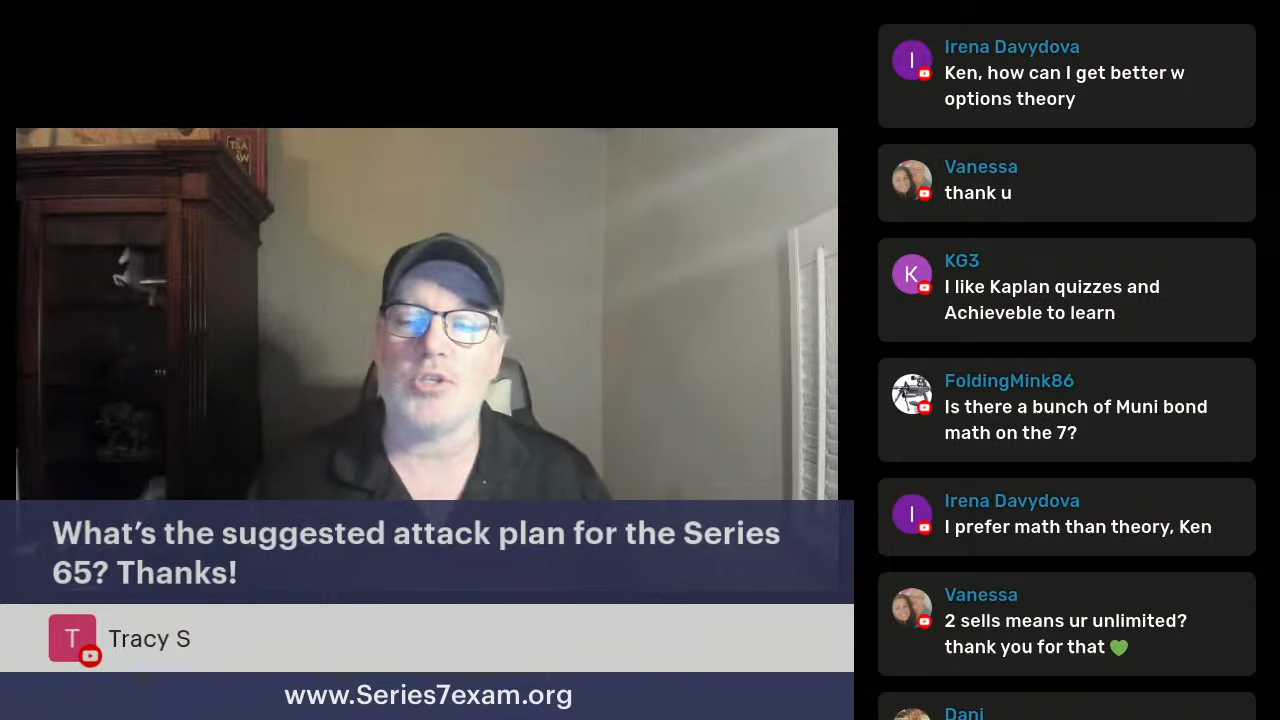 Irena Davydova
Ken, how can I get better w
options theory
Vanessa
thank u
KG3
I like Kaplan quizzes and
Achieveble to learn
FoldingMink86
Is there a bunch of Muni bond
math on the 7?
Irena Davydova
I prefer math than theory, Ken
Vanessa
2 sells means ur unlimited?
thank you for that 💚
Dani
What's the suggested attack plan for the Series
65? Thanks!
T
Tracy S
www.Series7exam.org
I
K
I